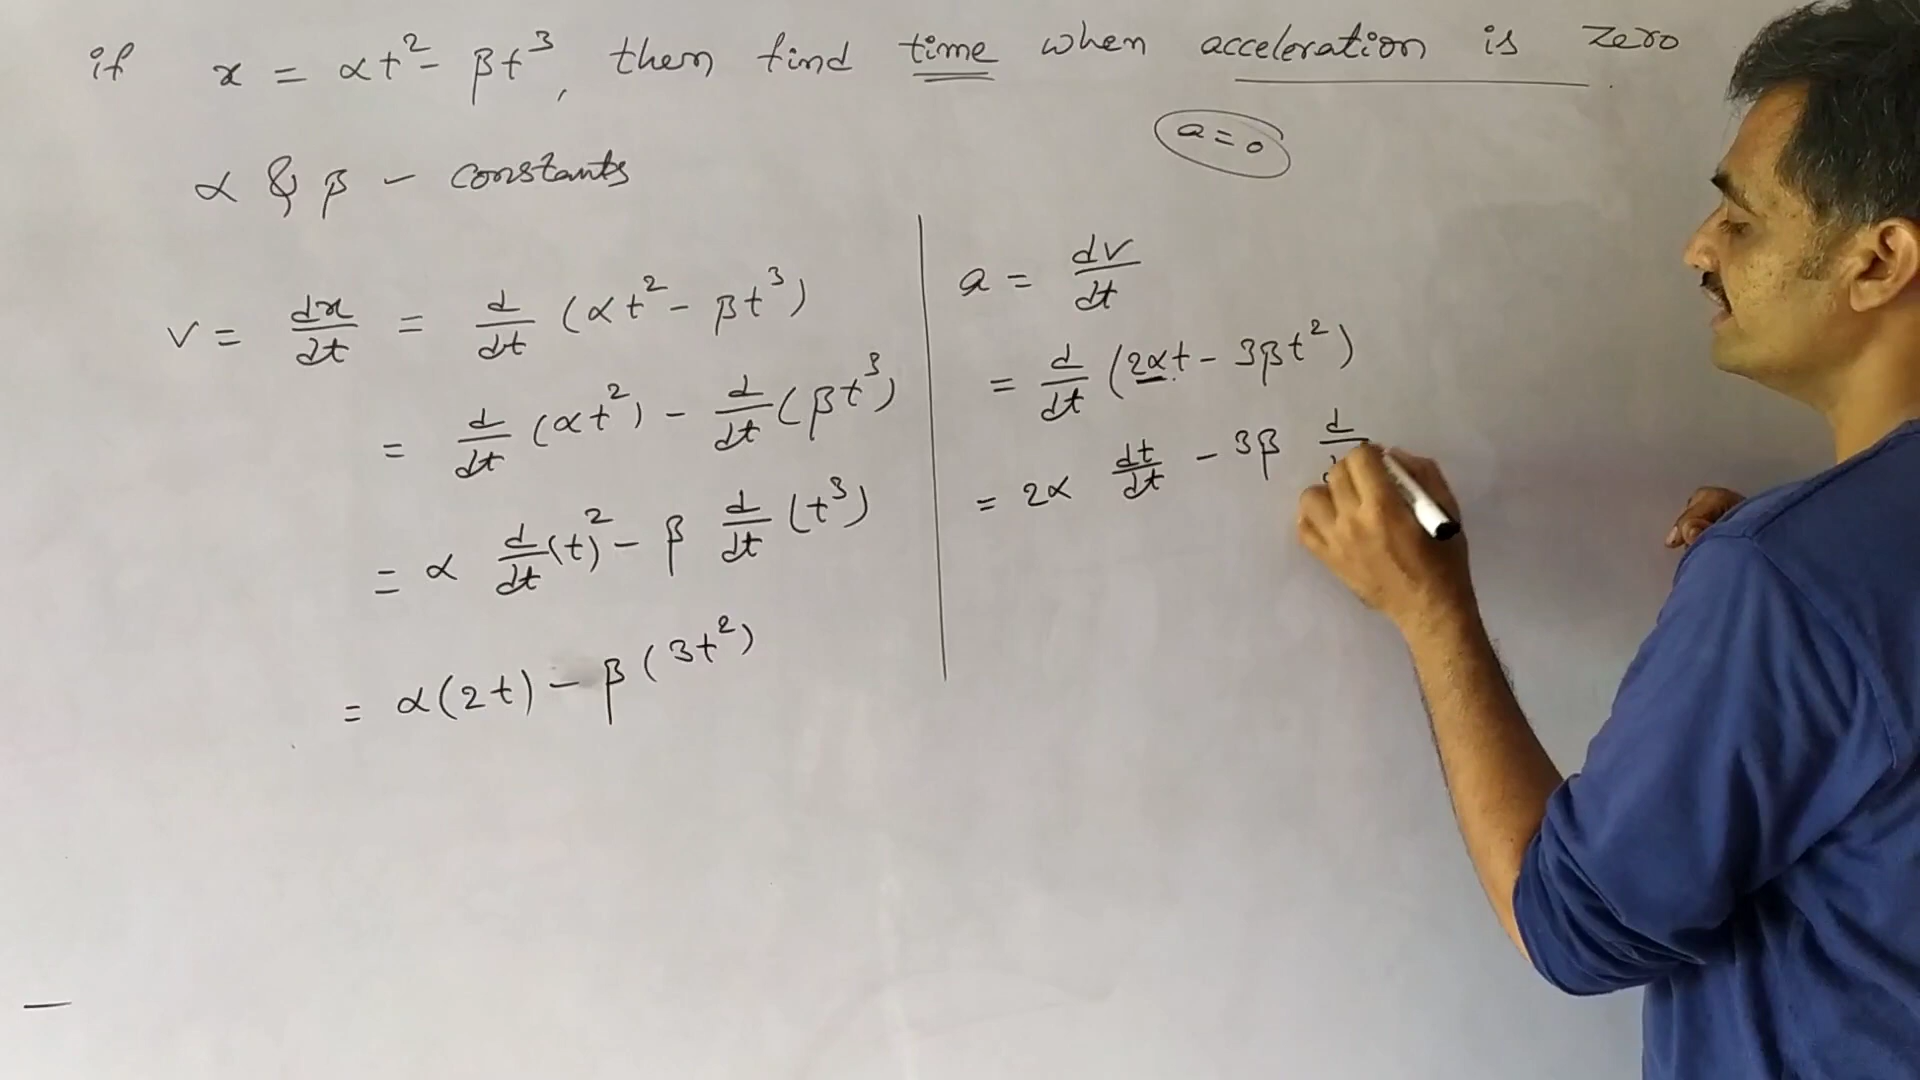 if x = αt² - βt³, then find time when acceleration is zero
a = 0
α & β - constants
v = dx/dt = d/dt (αt² - βt³)
= d/dt (αt²) - d/dt (βt³)
= α d/dt (t)² - β d/dt (t³)
= α(2t) - β(3t²)
a = dv/dt
= d/dt (2αt - 3βt²)
= 2α dt/dt - 3β d/